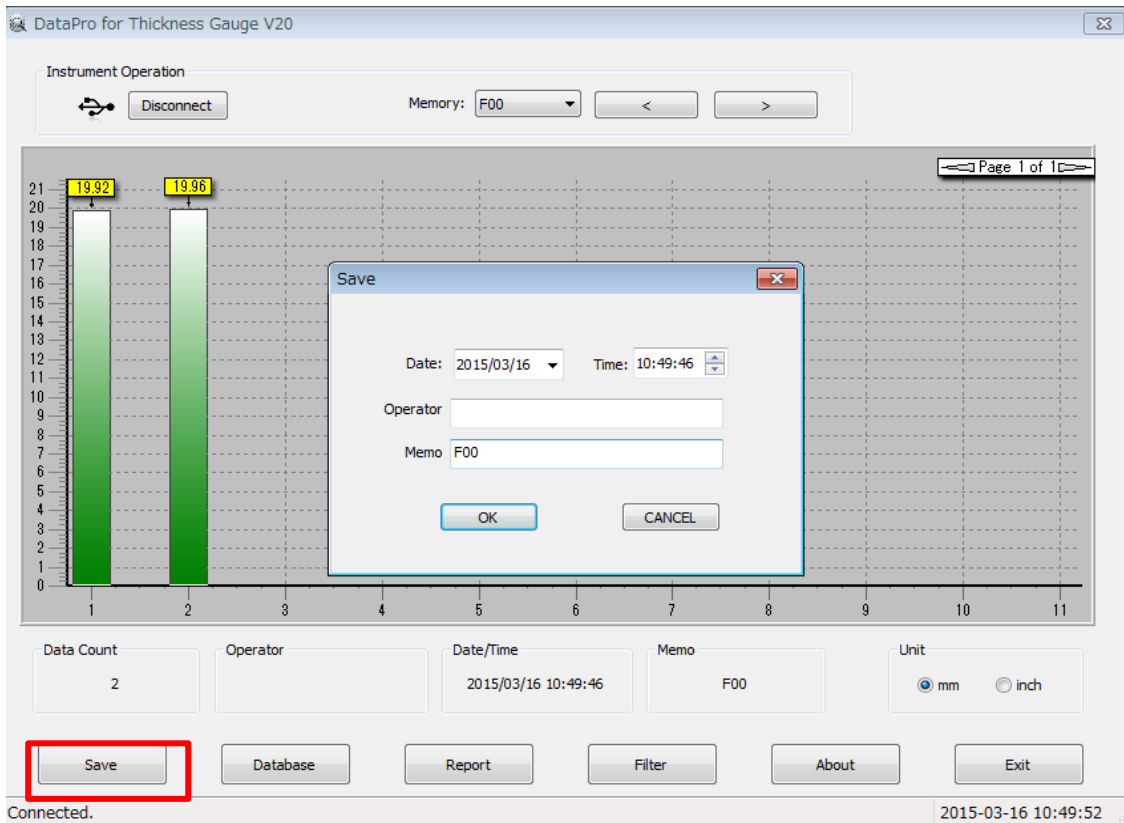 DataPro for Thickness Gauge V20
Instrument Operation
Disconnect
Memory: F00
<
>
Page 1 of 1
21
20
19
18
17
16
15
14
13
12
11
10
9
8
7
6
5
4
3
2
1
0
19.92
19.96
Save
Date: 2015/03/16
Time: 10:49:46
Operator
Memo F00
OK
CANCEL
1 2 3 4 5 6 7 8 9 10 11
Data Count
2
Operator
Date/Time
2015/03/16 10:49:46
Memo
F00
Unit
mm
inch
Save
Database
Report
Filter
About
Exit
Connected.
2015-03-16 10:49:52